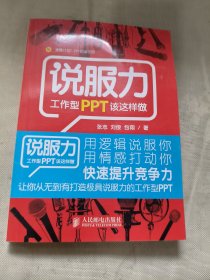 说服力
工作型PPT该这样做
张志 刘俊 包翔 / 著
说服力
工作型PPT该这样做
用逻辑说服你
用情感打动你
快速提升竞争力
让你从无到有打造极具说服力的工作型PPT
人民邮电出版社